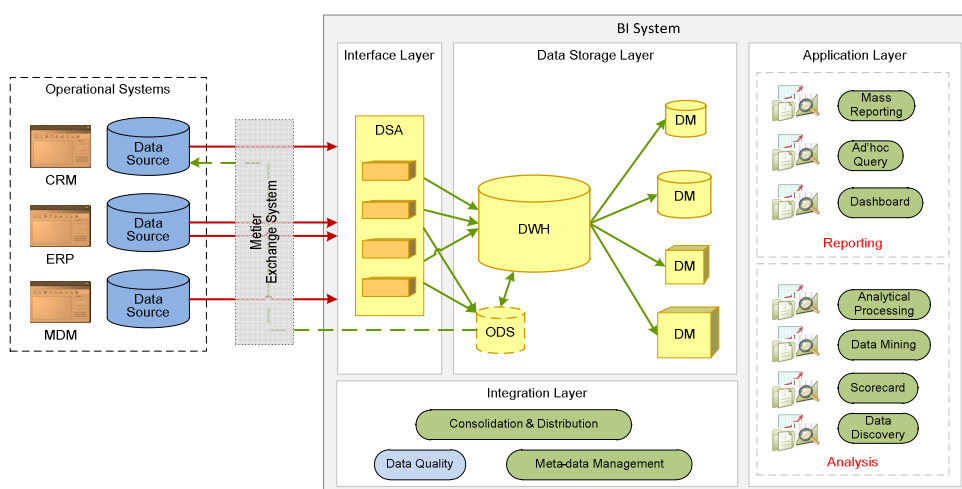 BI System
Operational Systems
CRM
Data
Source
ERP
Data
Source
MDM
Data
Source
Metier
Exchange System
Interface Layer
DSA
Data Storage Layer
DWH
ODS
DM
DM
DM
DM
Integration Layer
Consolidation & Distribution
Data Quality
Meta-data Management
Application Layer
Mass
Reporting
Ad'hoc
Query
Dashboard
Reporting
Analytical
Processing
Data Mining
Scorecard
Data
Discovery
Analysis